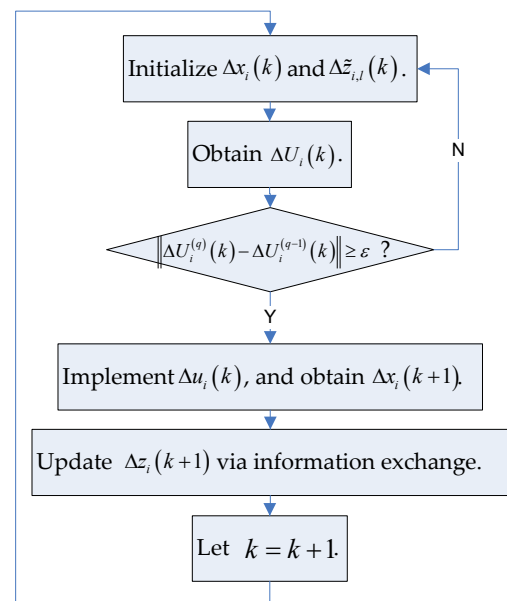 Initialize Δx_i(k) and Δz̃_{i,l}(k).
Obtain ΔU_i(k).
N
‖ΔU_i^{(q)}(k) − ΔU_i^{(q-1)}(k)‖ ≥ ε ?
Y
Implement Δu_i(k), and obtain Δx_i(k+1).
Update Δz_i(k+1) via information exchange.
Let k = k+1.